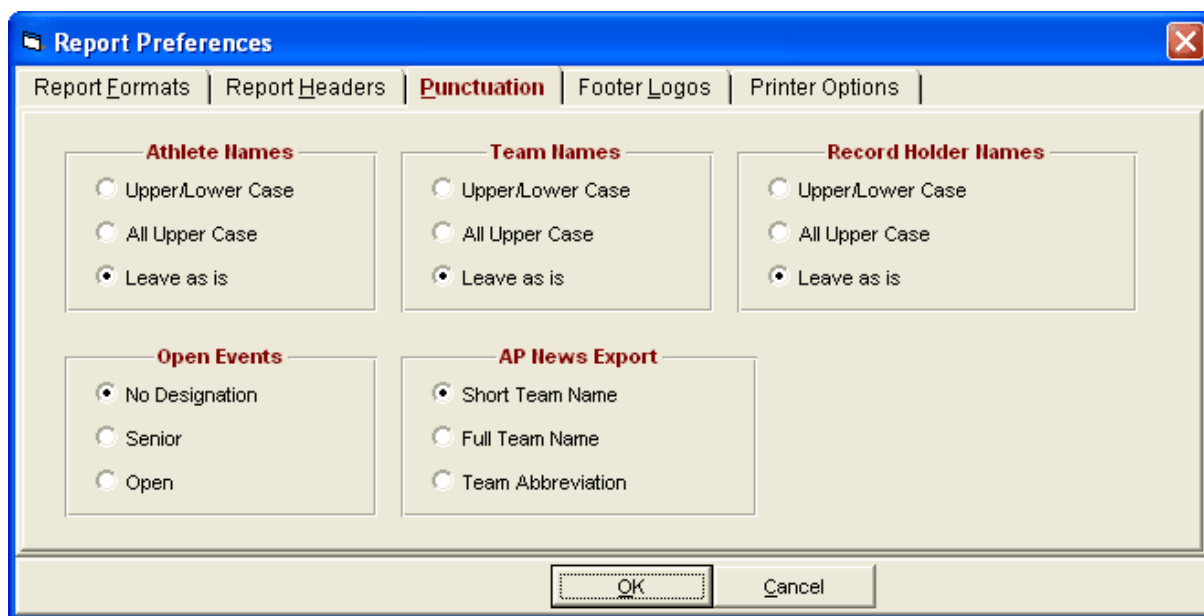 Report Preferences
Report Formats Report Headers Punctuation Footer Logos Printer Options
Athlete Names Team Names Record Holder Names
Upper/Lower Case Upper/Lower Case Upper/Lower Case
All Upper Case All Upper Case All Upper Case
Leave as is Leave as is Leave as is
Open Events AP News Export
No Designation Short Team Name
Senior Full Team Name
Open Team Abbreviation
OK Cancel